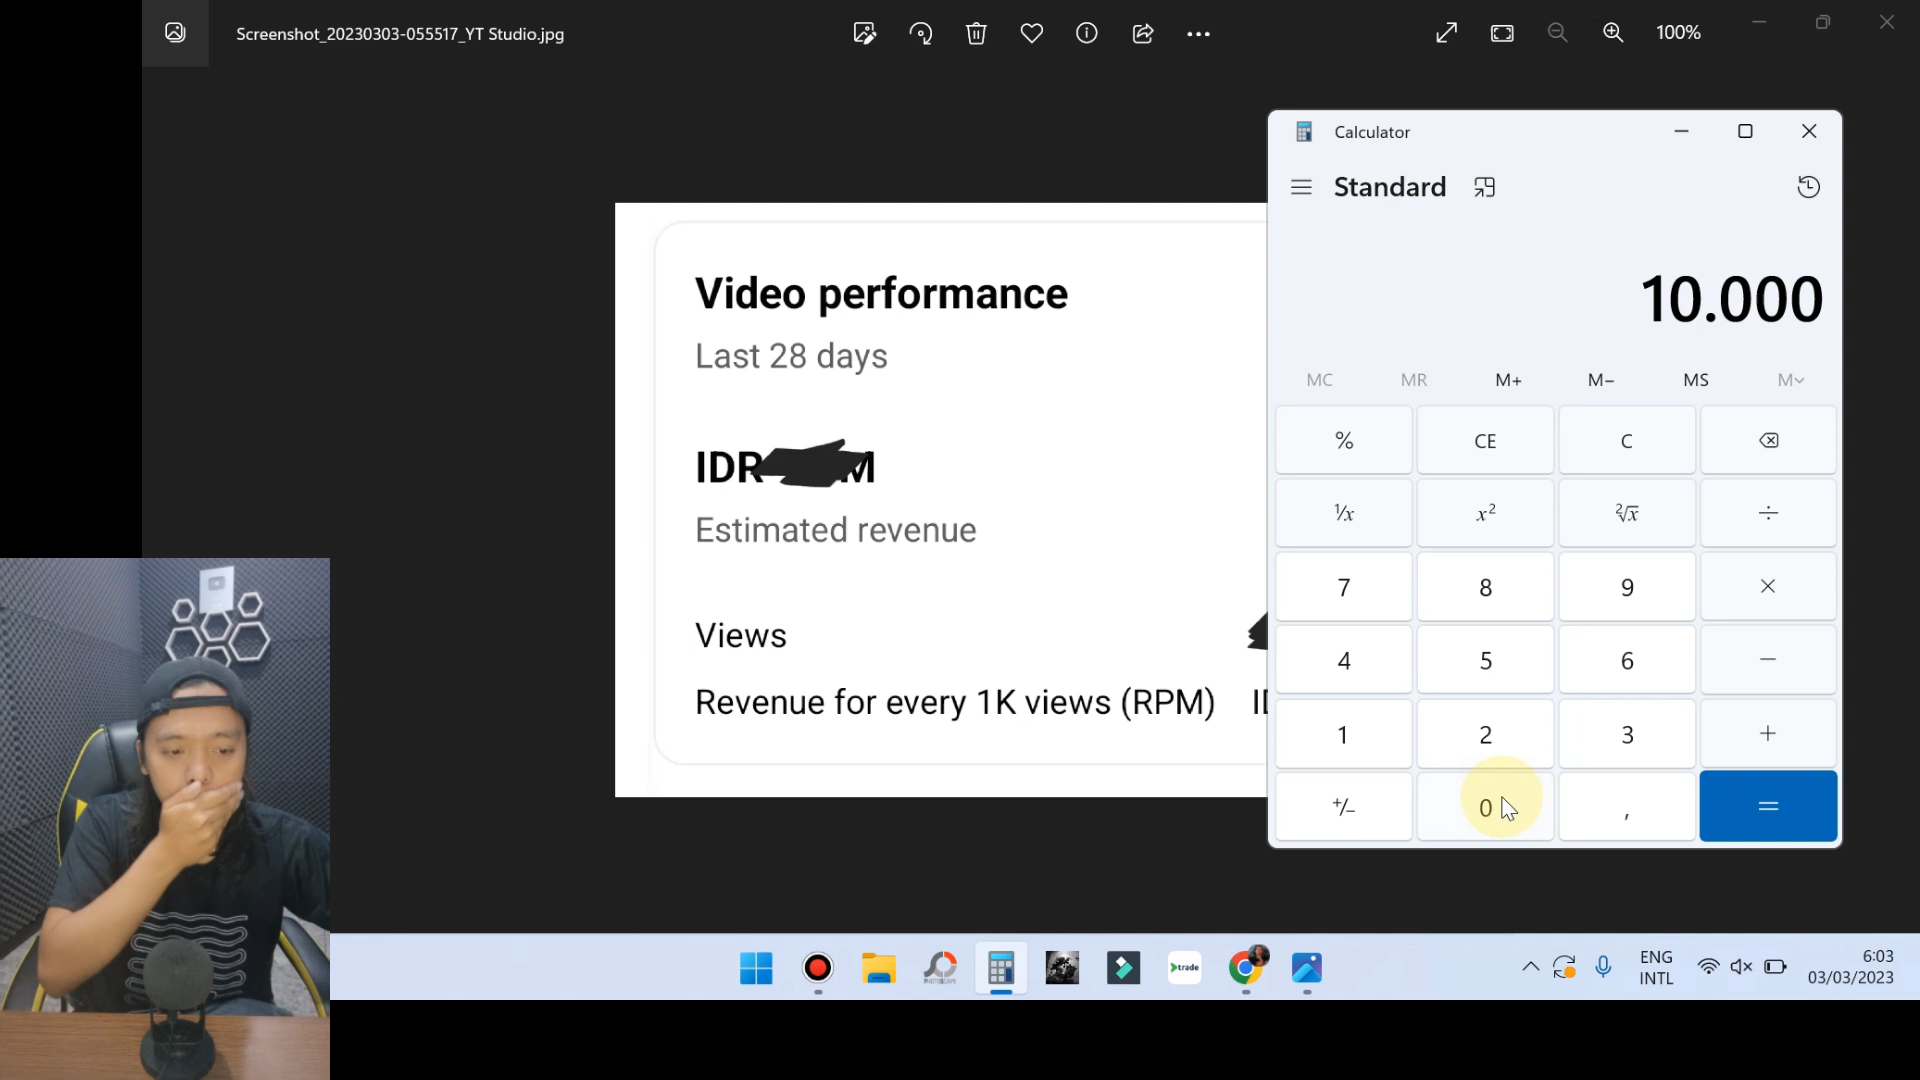 Screenshot_20230303-055517_YT Studio.jpg
100%
Video performance
Last 28 days
IDR M
Estimated revenue
Views
Revenue for every 1K views (RPM)
Calculator
Standard
10.000
MC MR M+ M− MS M
% CE C
¹/x x² ²√x ÷
7 8 9 ×
4 5 6 −
1 2 3 +
+/− 0 , =
trade
ENG
INTL
6:03
03/03/2023